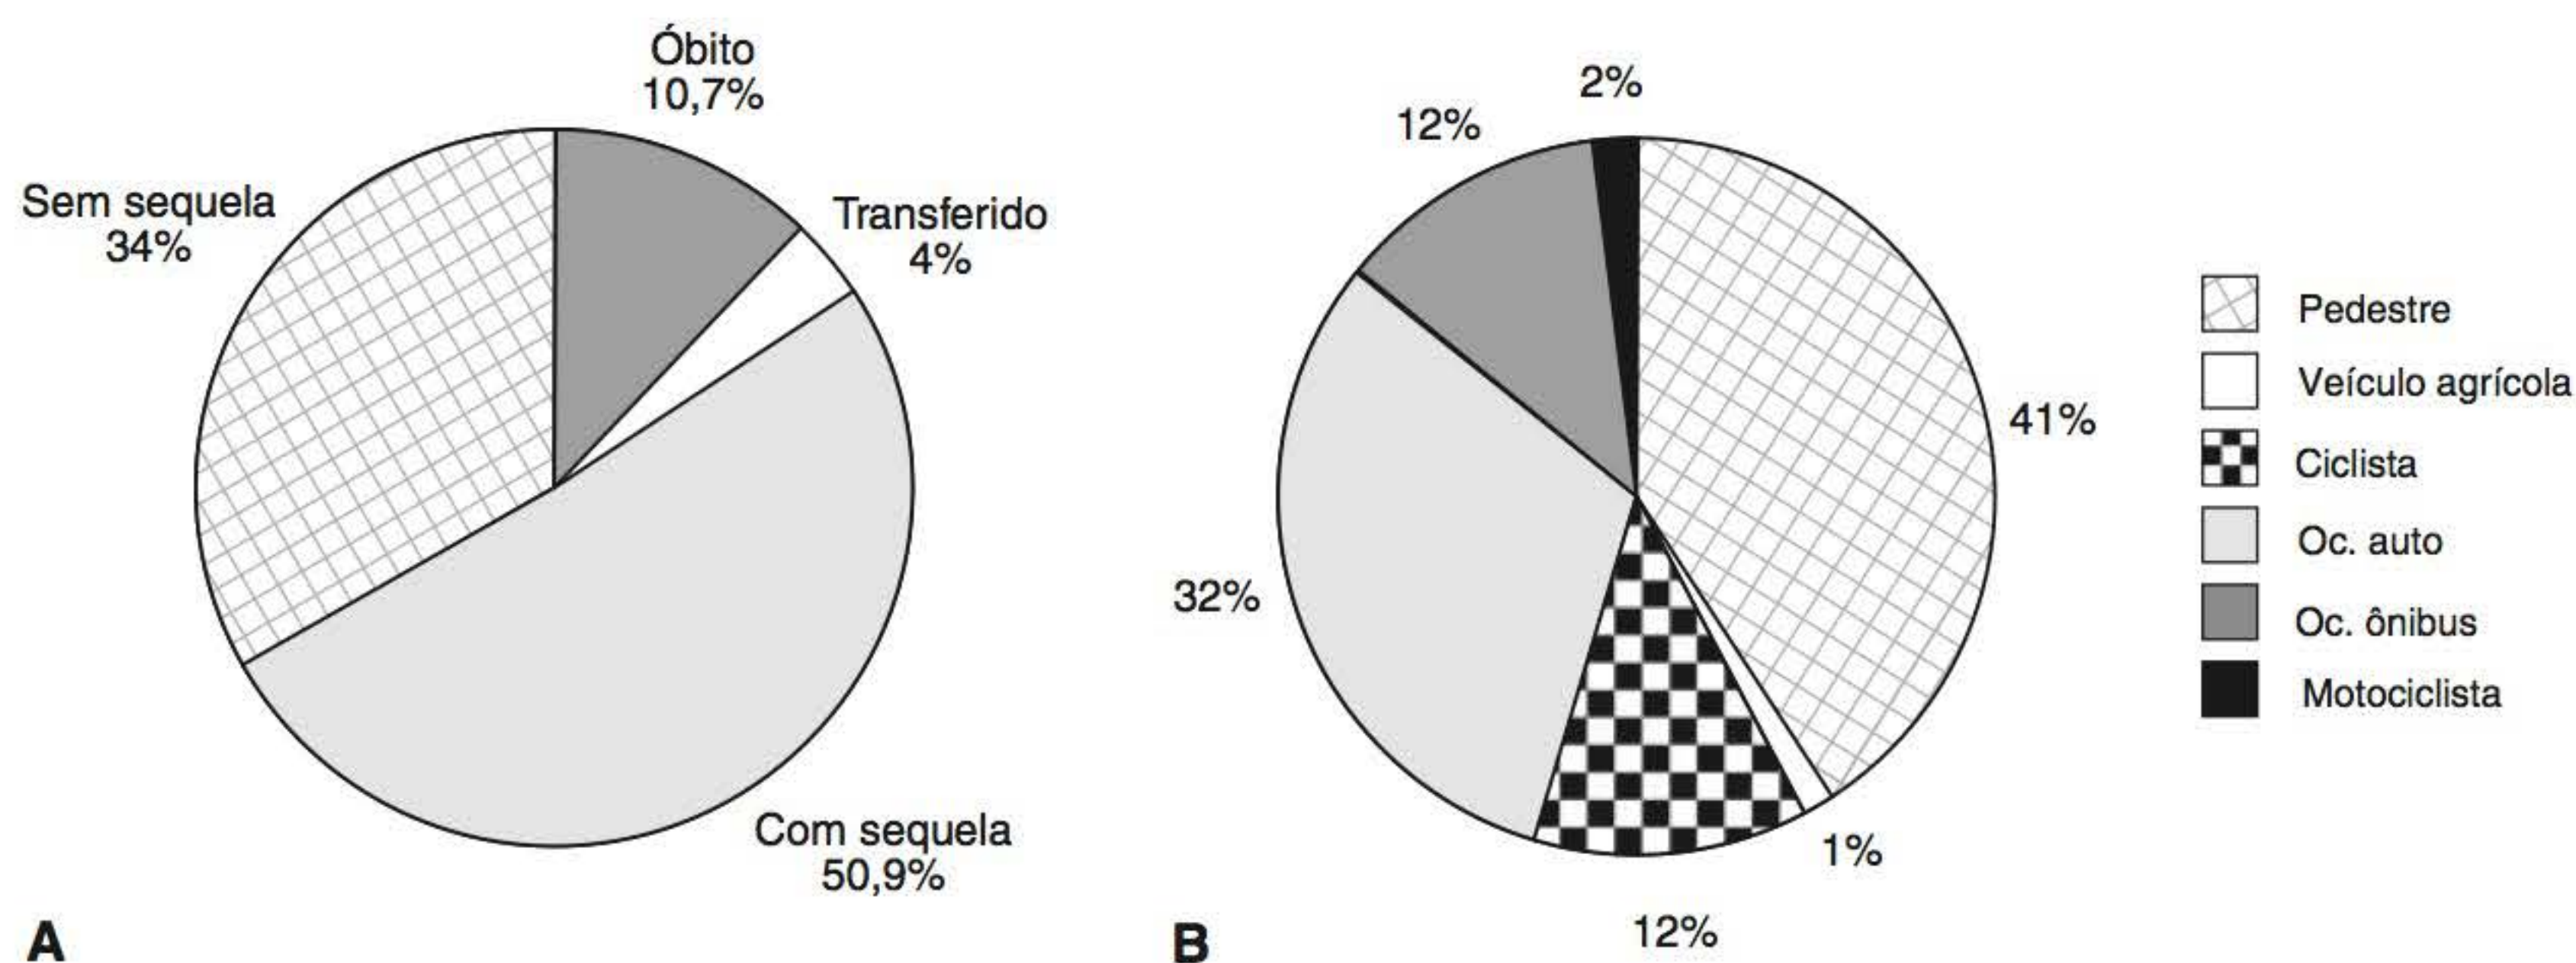 Óbito
10,7%
Transferido
4%
Sem sequela
34%
Com sequela
50,9%
A
2%
12%
41%
32%
1%
12%
B
Pedestre
Veículo agrícola
Ciclista
Oc. auto
Oc. ônibus
Motociclista